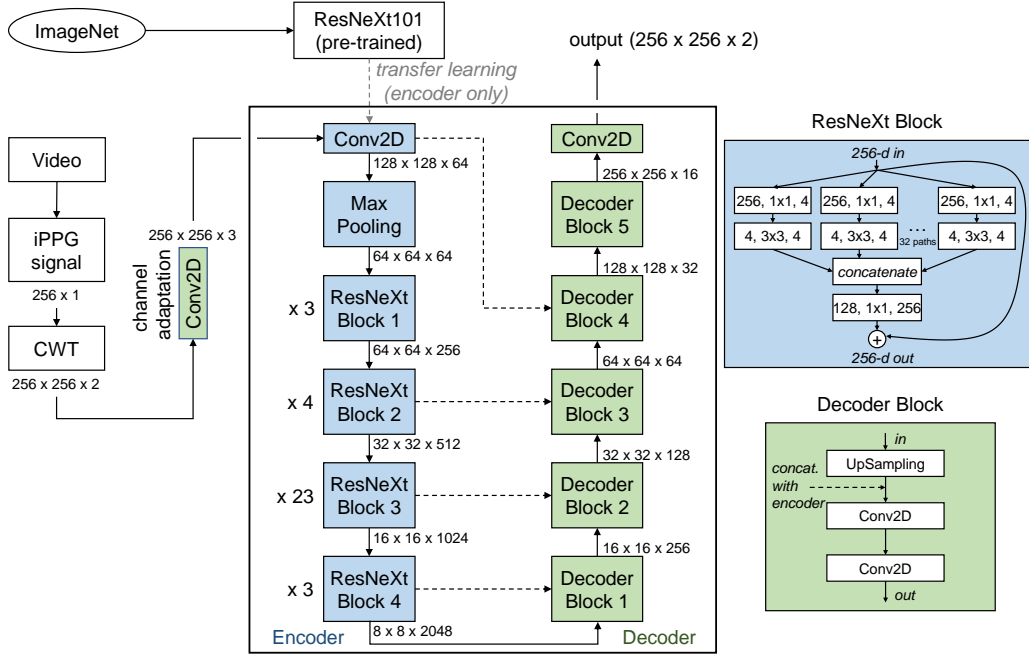 ImageNet
ResNeXt101
(pre-trained)
transfer learning
(encoder only)
output (256 x 256 x 2)
Video
iPPG
signal
256 x 1
CWT
256 x 256 x 2
256 x 256 x 3
channel
adaptation
Conv2D
Conv2D
128 x 128 x 64
Max
Pooling
64 x 64 x 64
x 3
ResNeXt
Block 1
64 x 64 x 256
x 4
ResNeXt
Block 2
32 x 32 x 512
x 23
ResNeXt
Block 3
16 x 16 x 1024
x 3
ResNeXt
Block 4
Encoder
8 x 8 x 2048
Conv2D
256 x 256 x 16
Decoder
Block 5
128 x 128 x 32
Decoder
Block 4
64 x 64 x 64
Decoder
Block 3
32 x 32 x 128
Decoder
Block 2
16 x 16 x 256
Decoder
Block 1
Decoder
ResNeXt Block
256-d in
256, 1x1, 4
256, 1x1, 4
256, 1x1, 4
4, 3x3, 4
4, 3x3, 4
...
32 paths
4, 3x3, 4
concatenate
128, 1x1, 256
+
256-d out
Decoder Block
in
UpSampling
concat.
with
encoder
Conv2D
Conv2D
out